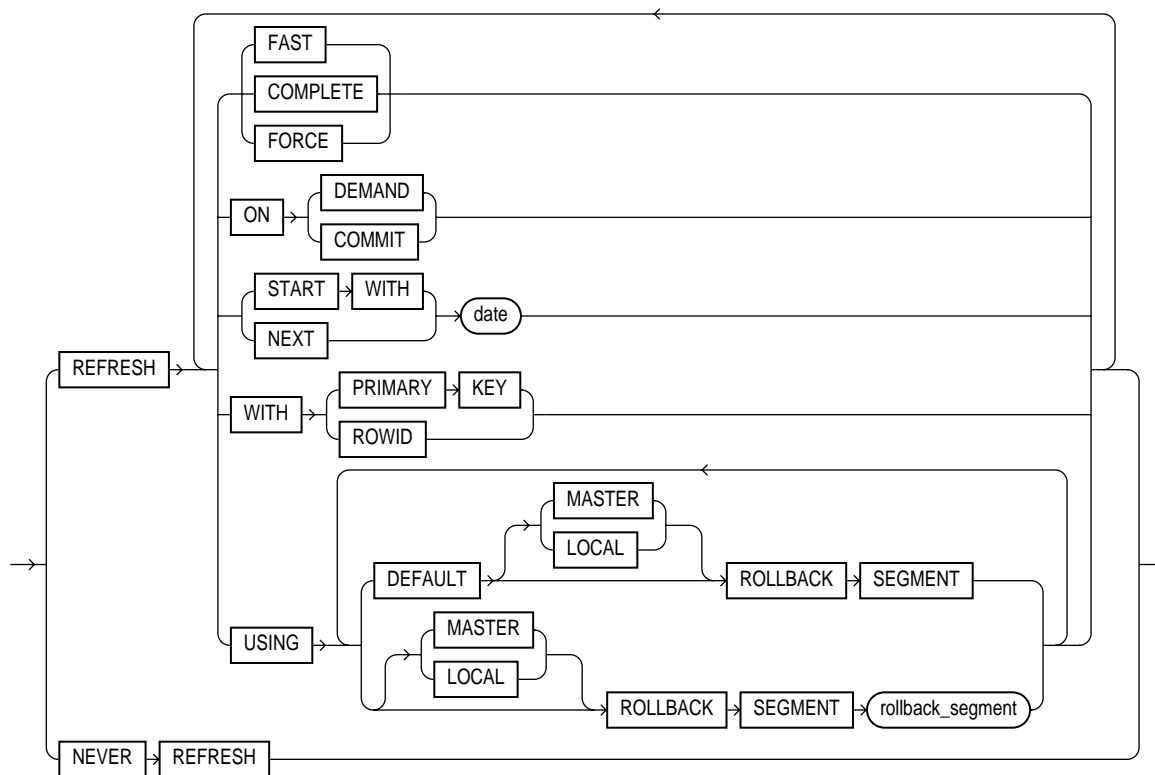 FAST
COMPLETE
FORCE
ON DEMAND
COMMIT
START WITH
NEXT
date
REFRESH
WITH PRIMARY KEY
ROWID
MASTER
LOCAL
DEFAULT ROLLBACK SEGMENT
USING
MASTER
LOCAL
ROLLBACK SEGMENT rollback_segment
NEVER REFRESH